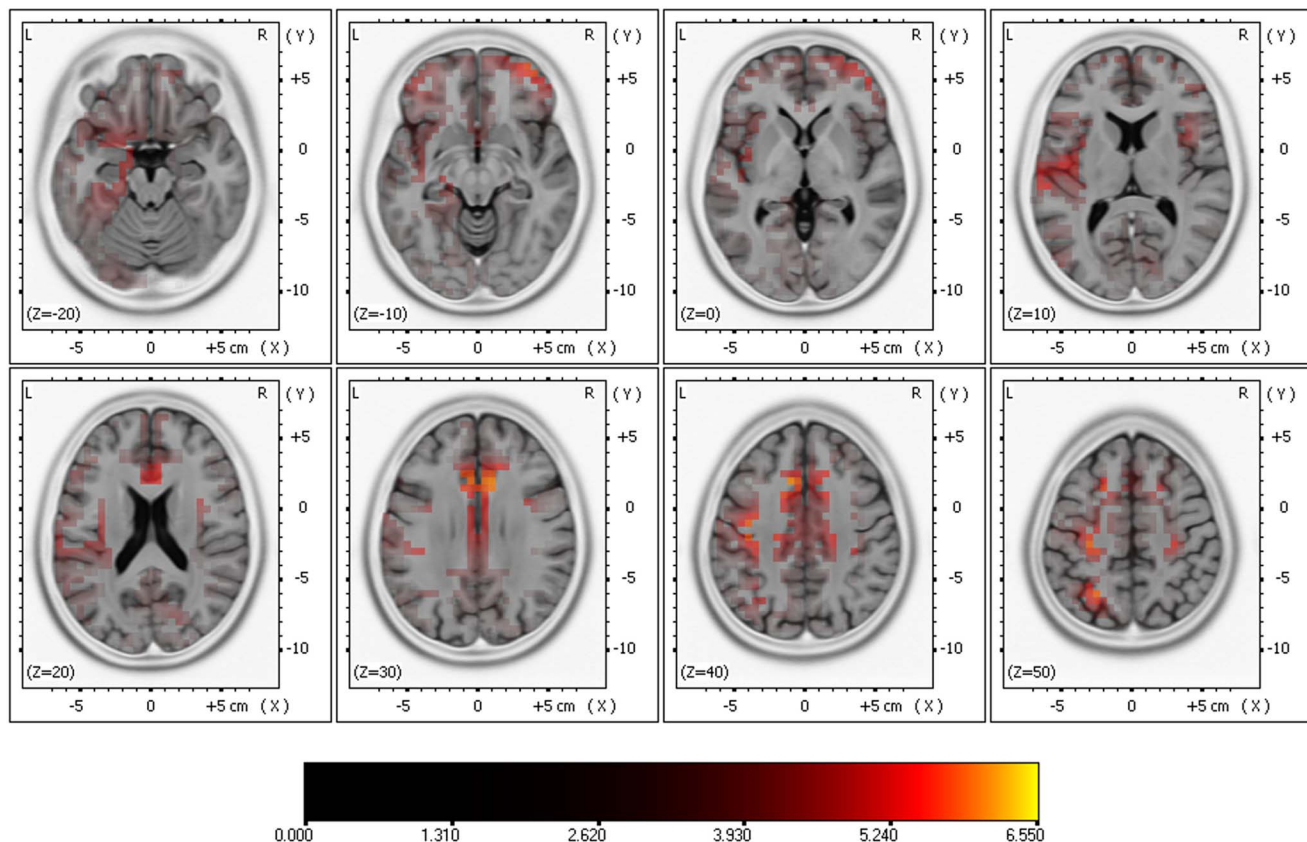 L R (Y) L R (Y) L R (Y) L R (Y)
+5 +5 +5 +5
0 0 0 0
-5 -5 -5 -5
-10 -10 -10 -10
(Z=-20) (Z=-10) (Z=0) (Z=10)
-5 0 +5 cm (X) -5 0 +5 cm (X) -5 0 +5 cm (X) -5 0 +5 cm (X)
L R (Y) L R (Y) L R (Y) L R (Y)
+5 +5 +5 +5
0 0 0 0
-5 -5 -5 -5
-10 -10 -10 -10
(Z=20) (Z=30) (Z=40) (Z=50)
-5 0 +5 cm (X) -5 0 +5 cm (X) -5 0 +5 cm (X) -5 0 +5 cm (X)
0.000 1.310 2.620 3.930 5.240 6.550